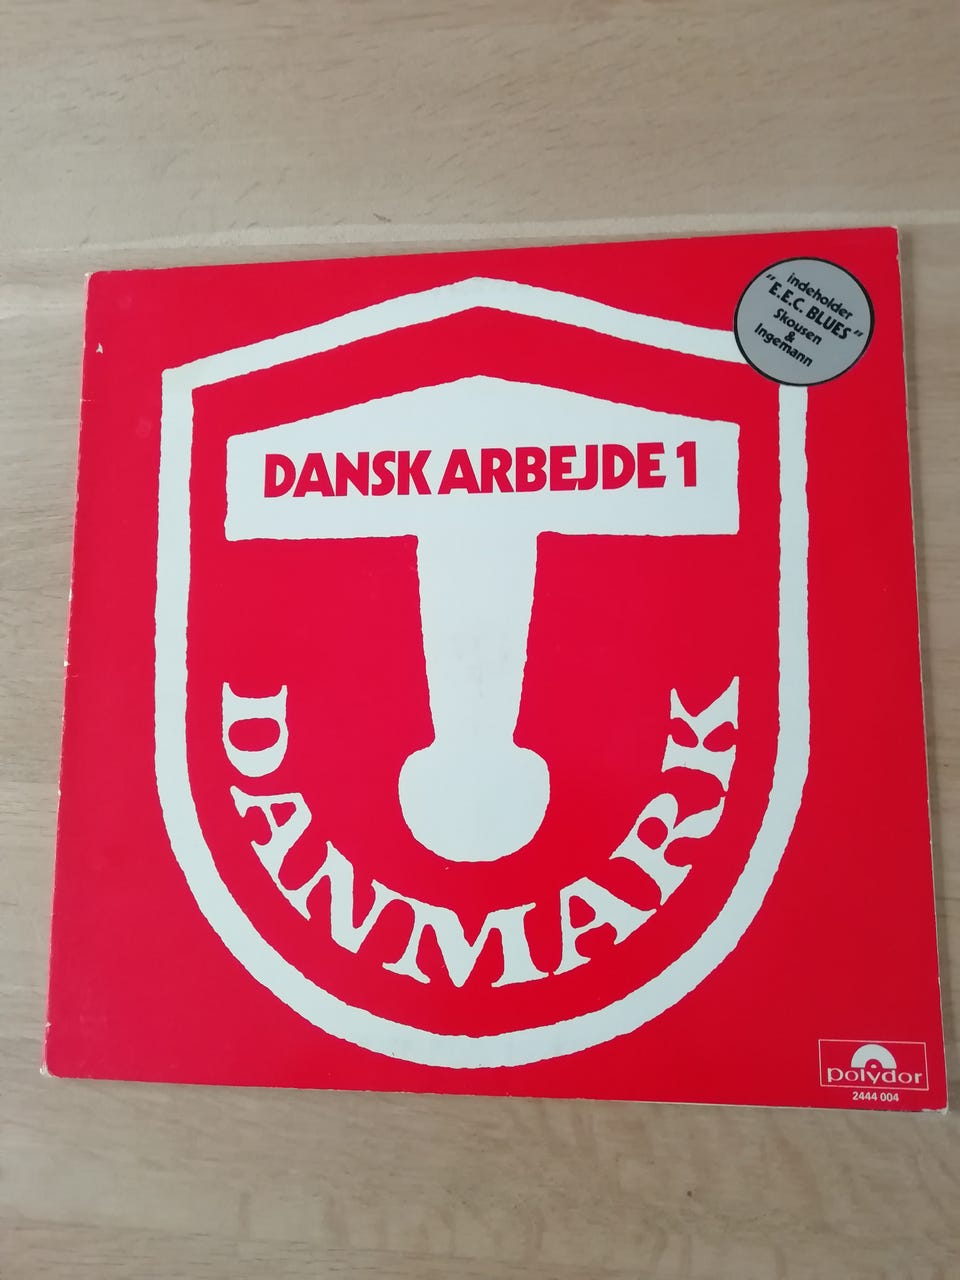 indeholder
"E.E.C. BLUES"
Skousen
&
Ingemann
DANSK ARBEJDE 1
DANMARK
polydor
2444 004